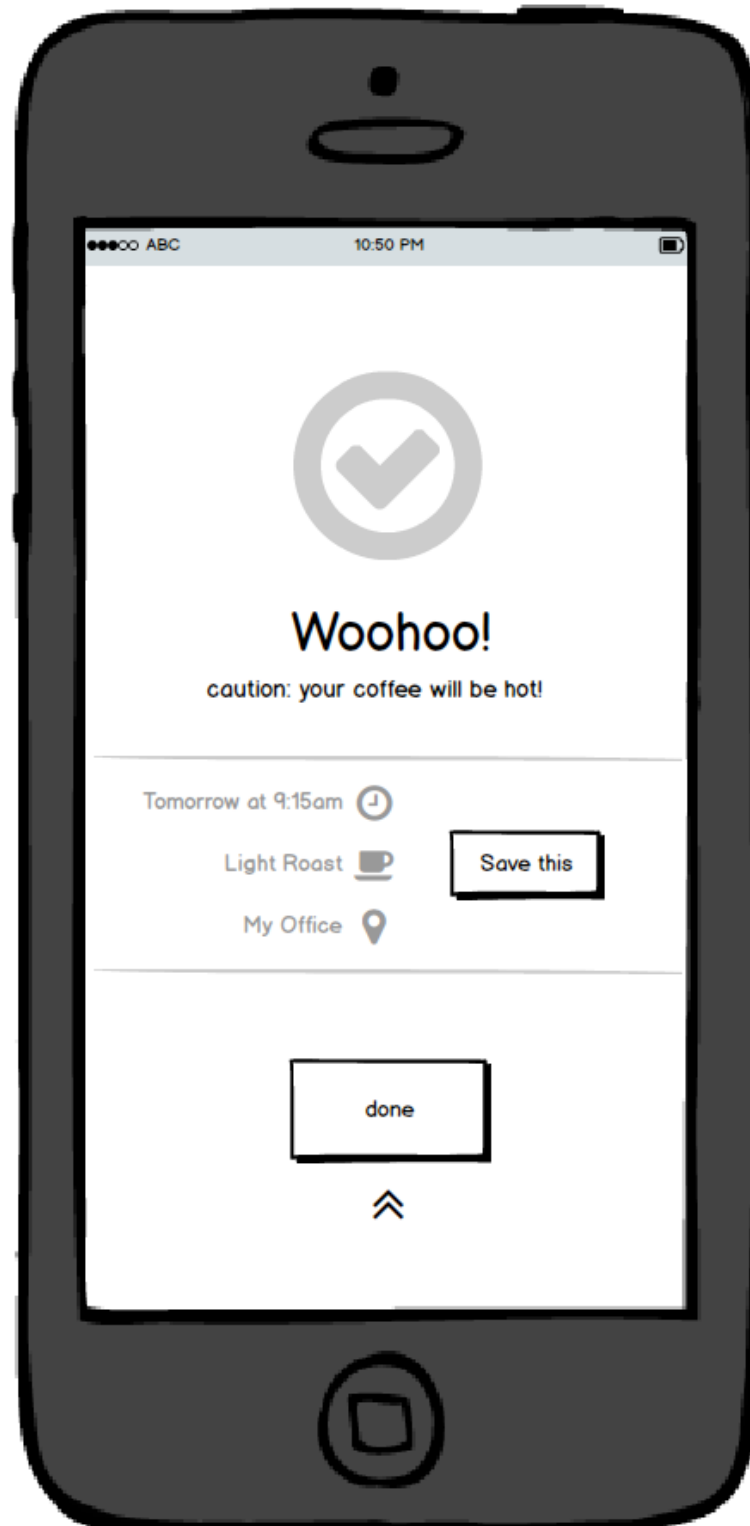 ABC 10:50 PM
Woohoo!
caution: your coffee will be hot!
Tomorrow at 9:15am
Light Roast
Save this
My Office
done